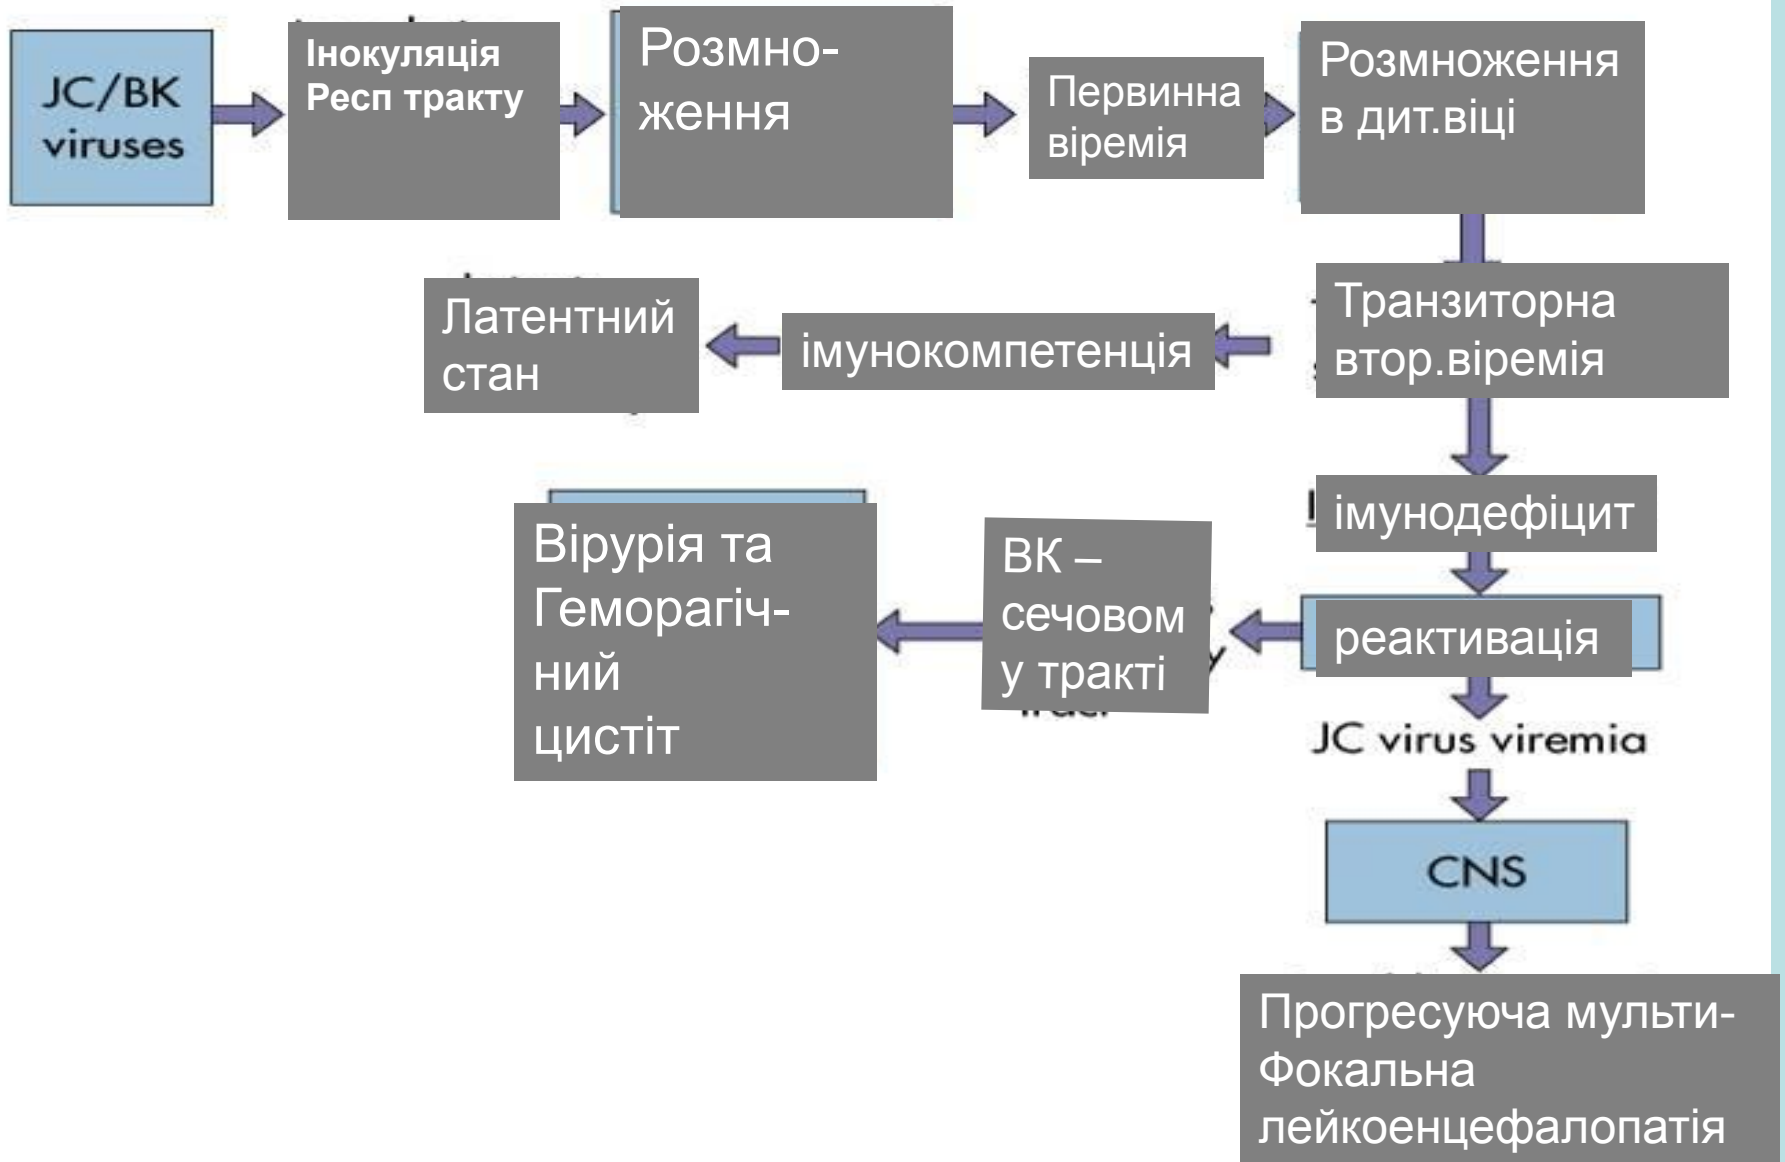 JC/BK
viruses
Інокуляція
Респ тракту
Розмно-
ження
Первинна
віремія
Розмноження
в дит.віці
Транзиторна
втор.віремія
імунокомпетенція
Латентний
стан
імунодефіцит
реактивація
ВК –
сечовом
у тракті
Вірурія та
Геморагіч-
ний
цистіт
JC virus viremia
CNS
Прогресуюча мульти-
Фокальна
лейкоенцефалопатія